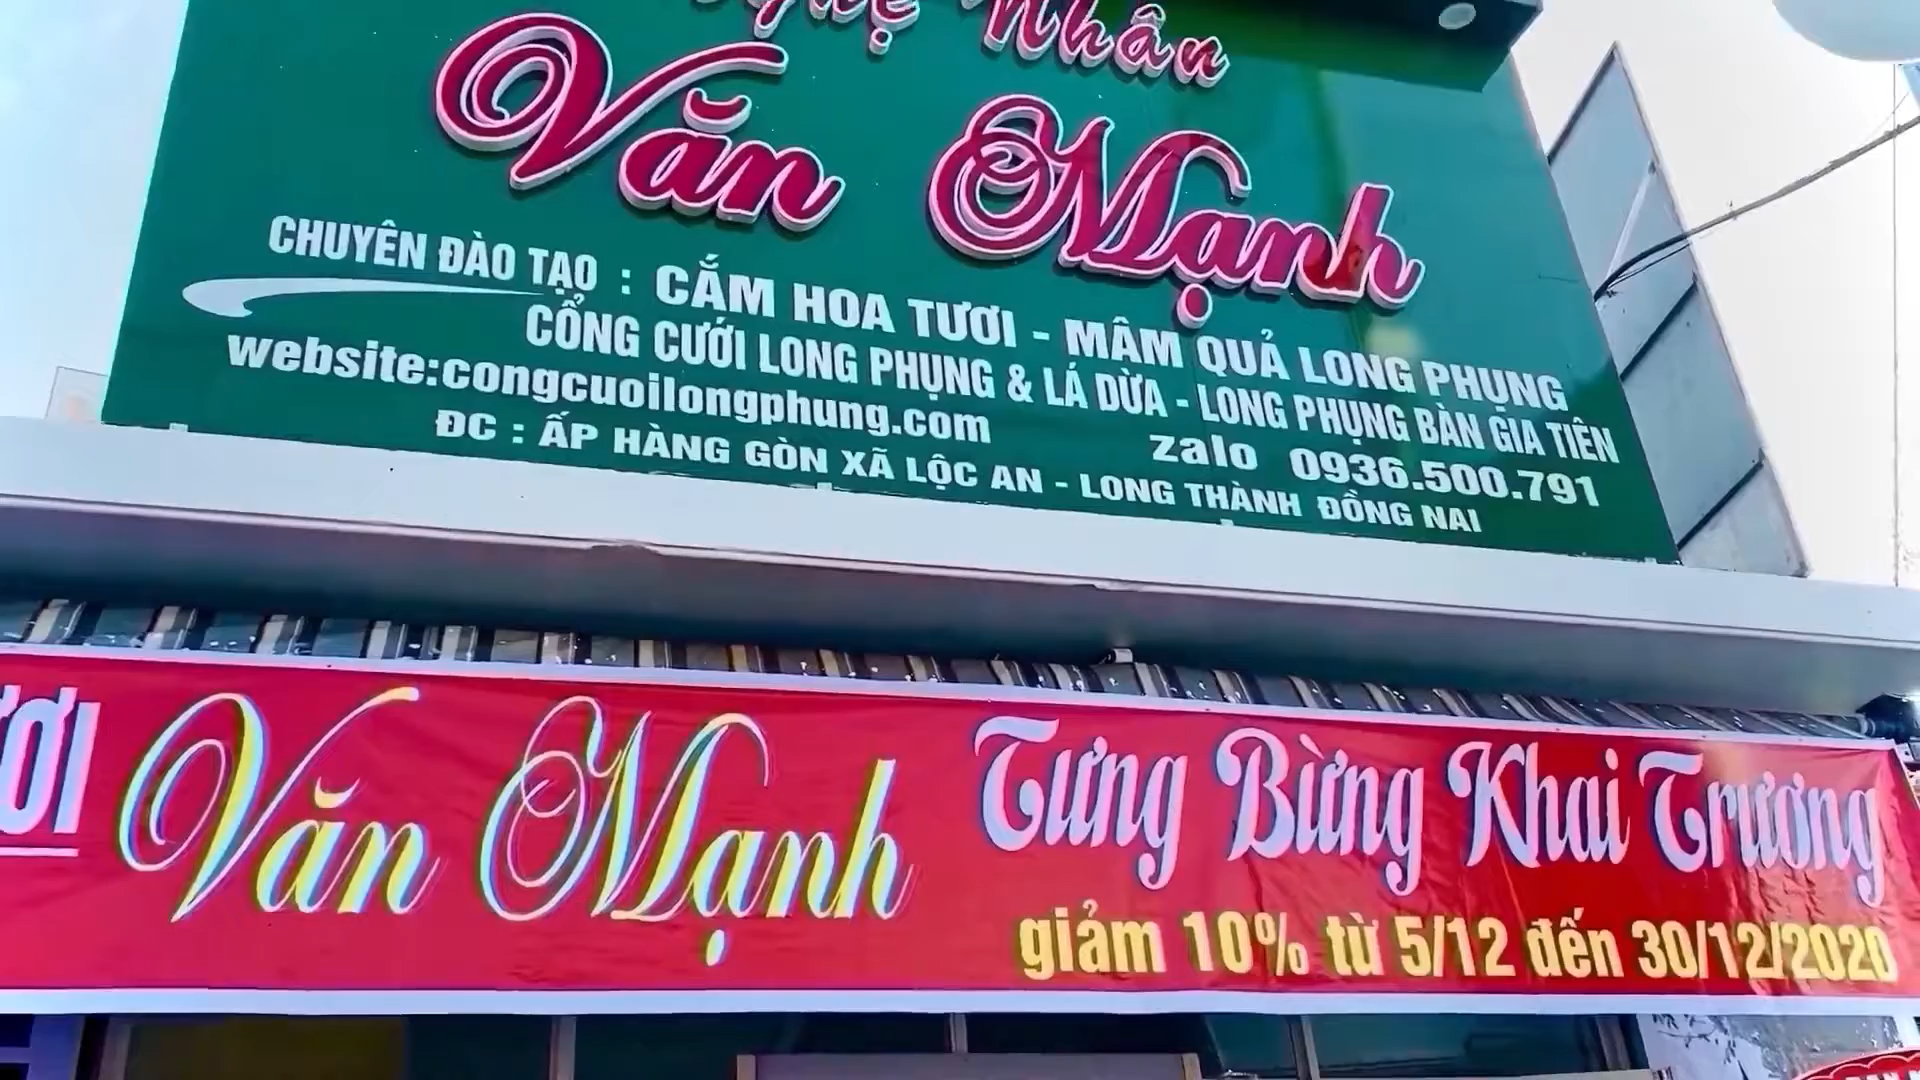 Nghệ Nhân
Văn Mạnh
CHUYÊN ĐÀO TẠO : CẮM HOA TƯƠI - MÂM QUẢ LONG PHỤNG
CỔNG CƯỚI LONG PHỤNG & LÁ DỪA - LONG PHỤNG BÀN GIA TIÊN
website:congcuoilongphung.com zalo 0936.500.791
ĐC : ẤP HÀNG GÒN XÃ LỘC AN - LONG THÀNH ĐỒNG NAI
Văn Mạnh
Tưng Bừng Khai Trương
giảm 10% từ 5/12 đến 30/12/2020